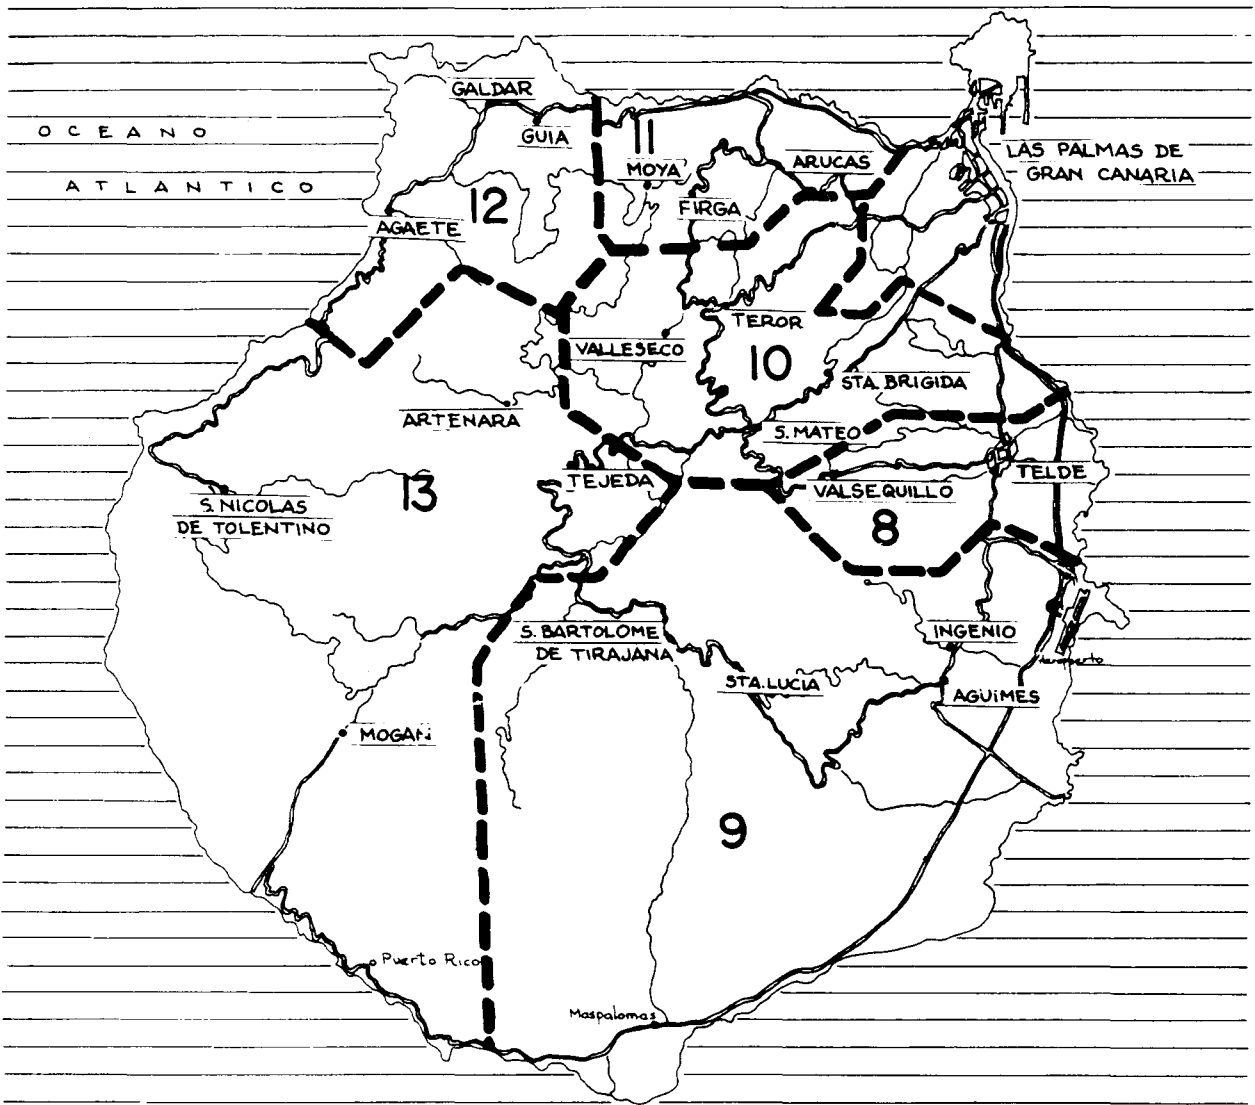 GALDAR
GUIA
OCEANO
ATLANTICO
11
MOYA
ARUCAS
LAS PALMAS DE
GRAN CANARIA
12
FIRGA
AGAETE
TEROR
VALLESECO
10
STA. BRIGIDA
ARTENARA
S. MATEO
TELDE
TEJEDA
13
VALSEQUILLO
S. NICOLAS
DE TOLENTINO
8
S. BARTOLOME
DE TIRAJANA
INGENIO
Aeropuerto
STA. LUCIA
AGÜIMES
MOGAN
9
Puerto Rico
Maspalomas